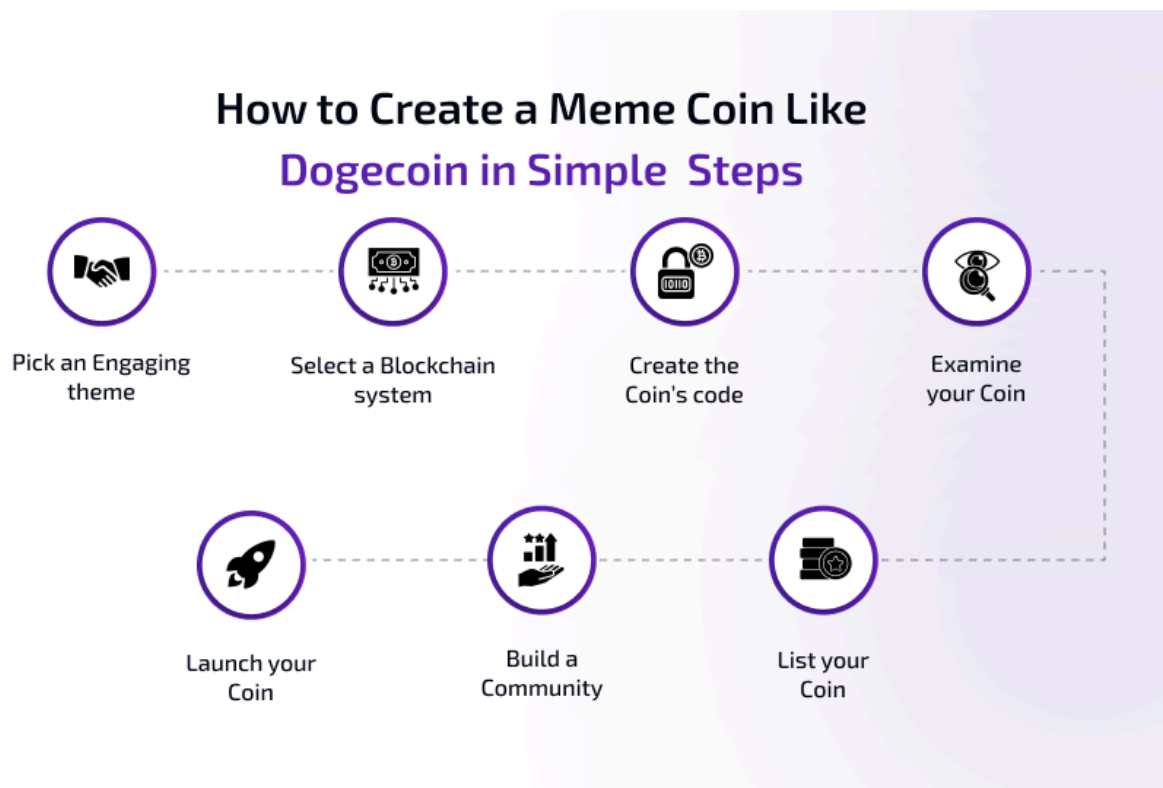 How to Create a Meme Coin Like
Dogecoin in Simple Steps
Pick an Engaging
theme
Select a Blockchain
system
Create the
Coin's code
10110
Examine
your Coin
List your
Coin
Build a
Community
Launch your
Coin